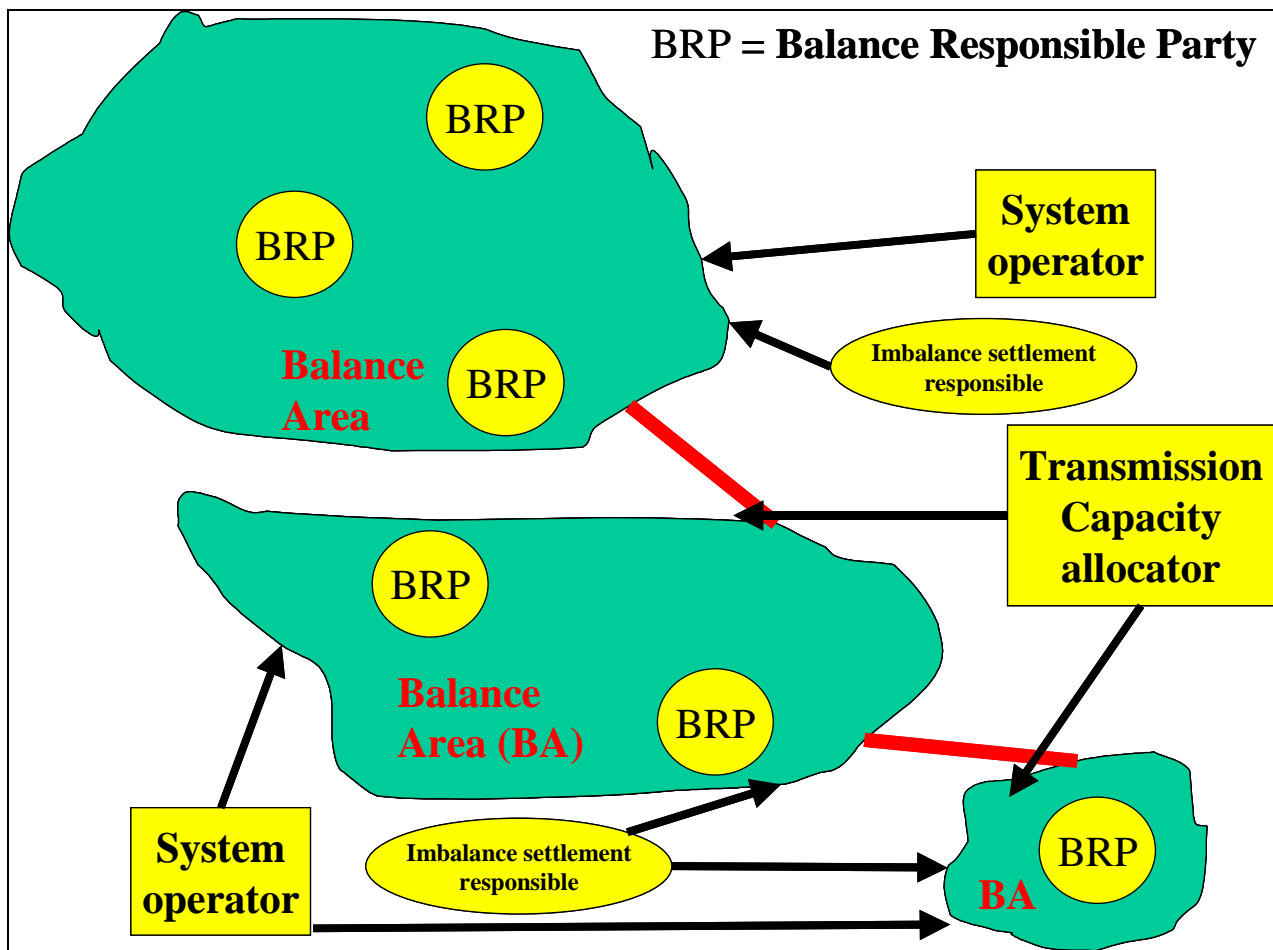 BRP = Balance Responsible Party
BRP
BRP
System
operator
Imbalance settlement
responsible
Balance
Area
BRP
Transmission
Capacity
allocator
BRP
Balance
Area (BA)
BRP
System
operator
Imbalance settlement
responsible
BRP
BA